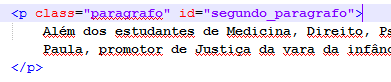 <p class="paragrafo" id="segundo_paragrafo">
Além dos estudantes de Medicina, Direito,
Paula, promotor de Justiça da vara da
</p>